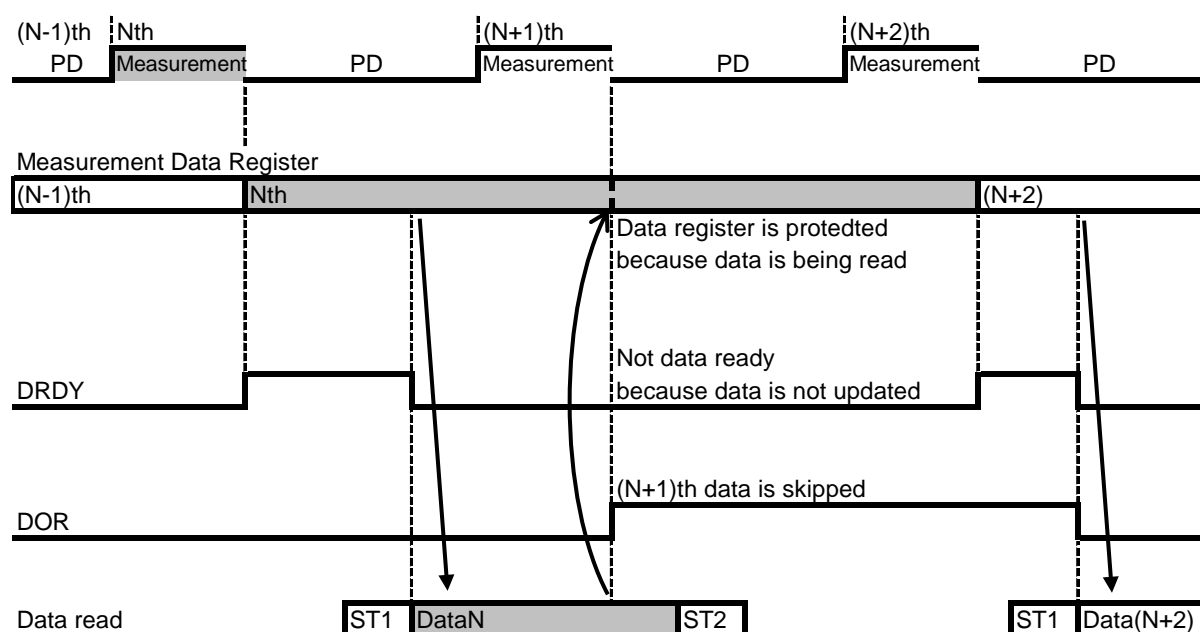 (N-1)th Nth (N+1)th (N+2)th
PD Measurement PD Measurement PD Measurement PD
Measurement Data Register
(N-1)th Nth (N+2)
Data register is protedted
because data is being read
Not data ready
because data is not updated
DRDY
(N+1)th data is skipped
DOR
Data read ST1 DataN ST2 ST1 Data(N+2)